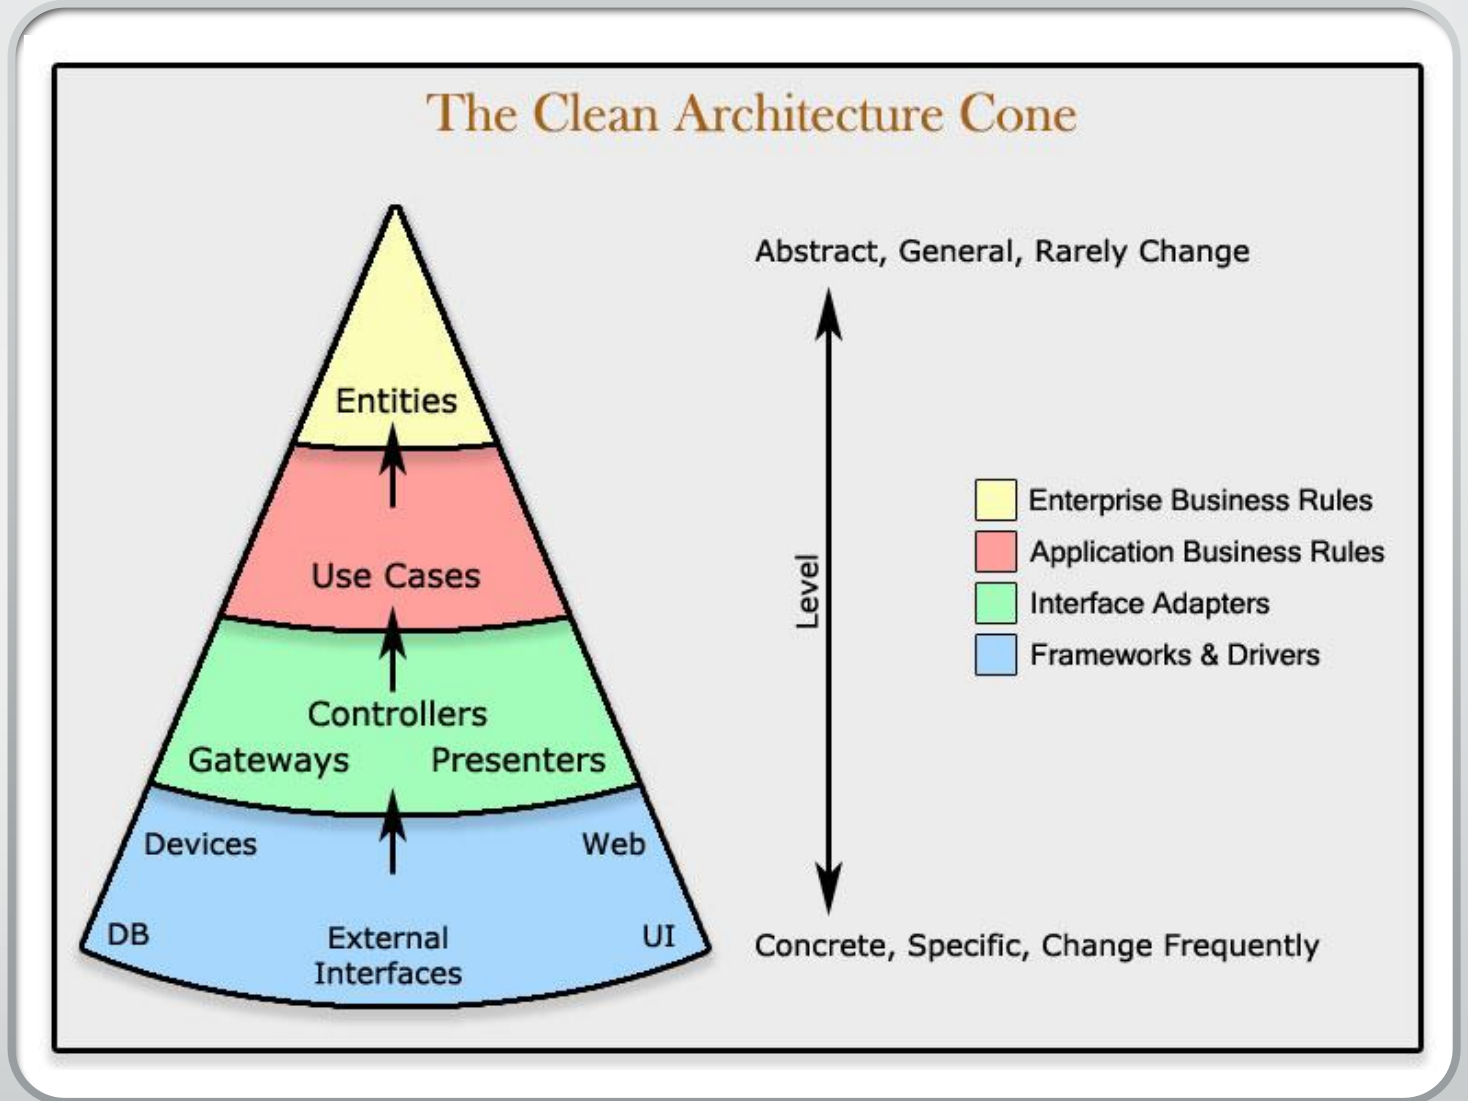 The Clean Architecture Cone
Abstract, General, Rarely Change
Entities
Use Cases
Controllers
Gateways Presenters
Devices Web
DB External UI
Interfaces
Level
Enterprise Business Rules
Application Business Rules
Interface Adapters
Frameworks & Drivers
Concrete, Specific, Change Frequently